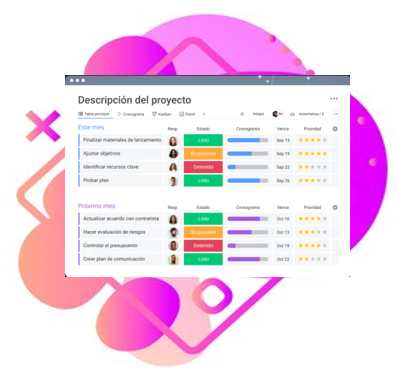 Descripción del proyecto
Tabla principal Cronograma Kanban Panel + Integra Automatiza / 2
Este mes Resp. Estado Cronograma Vence Prioridad
Finalizar materiales de lanzamiento Listo Sep 15
Ajustar objetivos En proceso Sep
Identificar recursos clave Detenido Sep 22
Probar plan Listo Sep 26
Próximo mes Resp. Estado Cronograma Vence Prioridad
Actualizar acuerdo con contratista Listo Oct 10
Hacer evaluación de riesgos En proceso Oct 13
Controlar el presupuesto Detenido Oct 19
Crear plan de comunicación Listo Oct 22